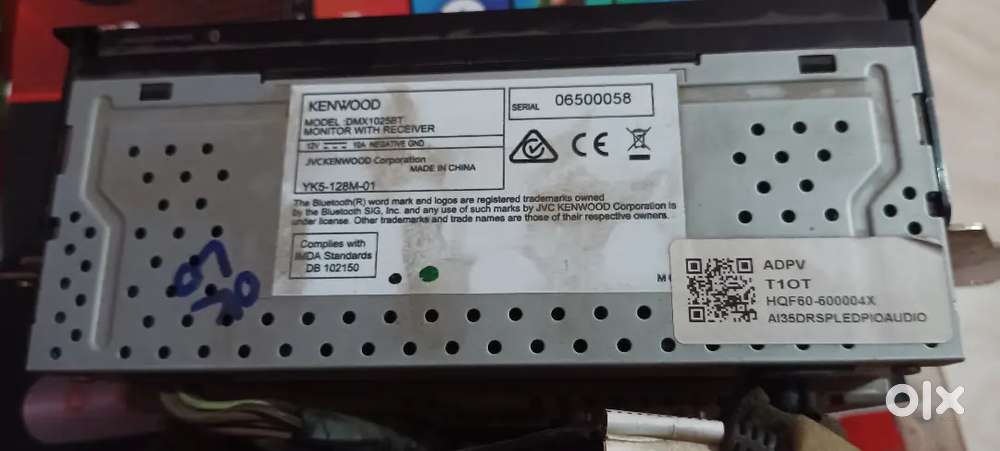 KENWOOD
MODEL DMX1025BT
MONITOR WITH RECEIVER
12V 10A NEGATIVE GND
JVCKENWOOD Corporation
MADE IN CHINA
YK5-128M-01
SERIAL 06500058
CE
The Bluetooth(R) word mark and logos are registered trademarks owned
by the Bluetooth SIG, Inc. and any use of such marks by JVC KENWOOD Corporation is
under license. Other trademarks and trade names are those of their respective owners.
Complies with
IMDA Standards
DB 102150
ADPV
T1OT
HQF60-600004X
AI35DRSPLEDPIOAUDIO
olx